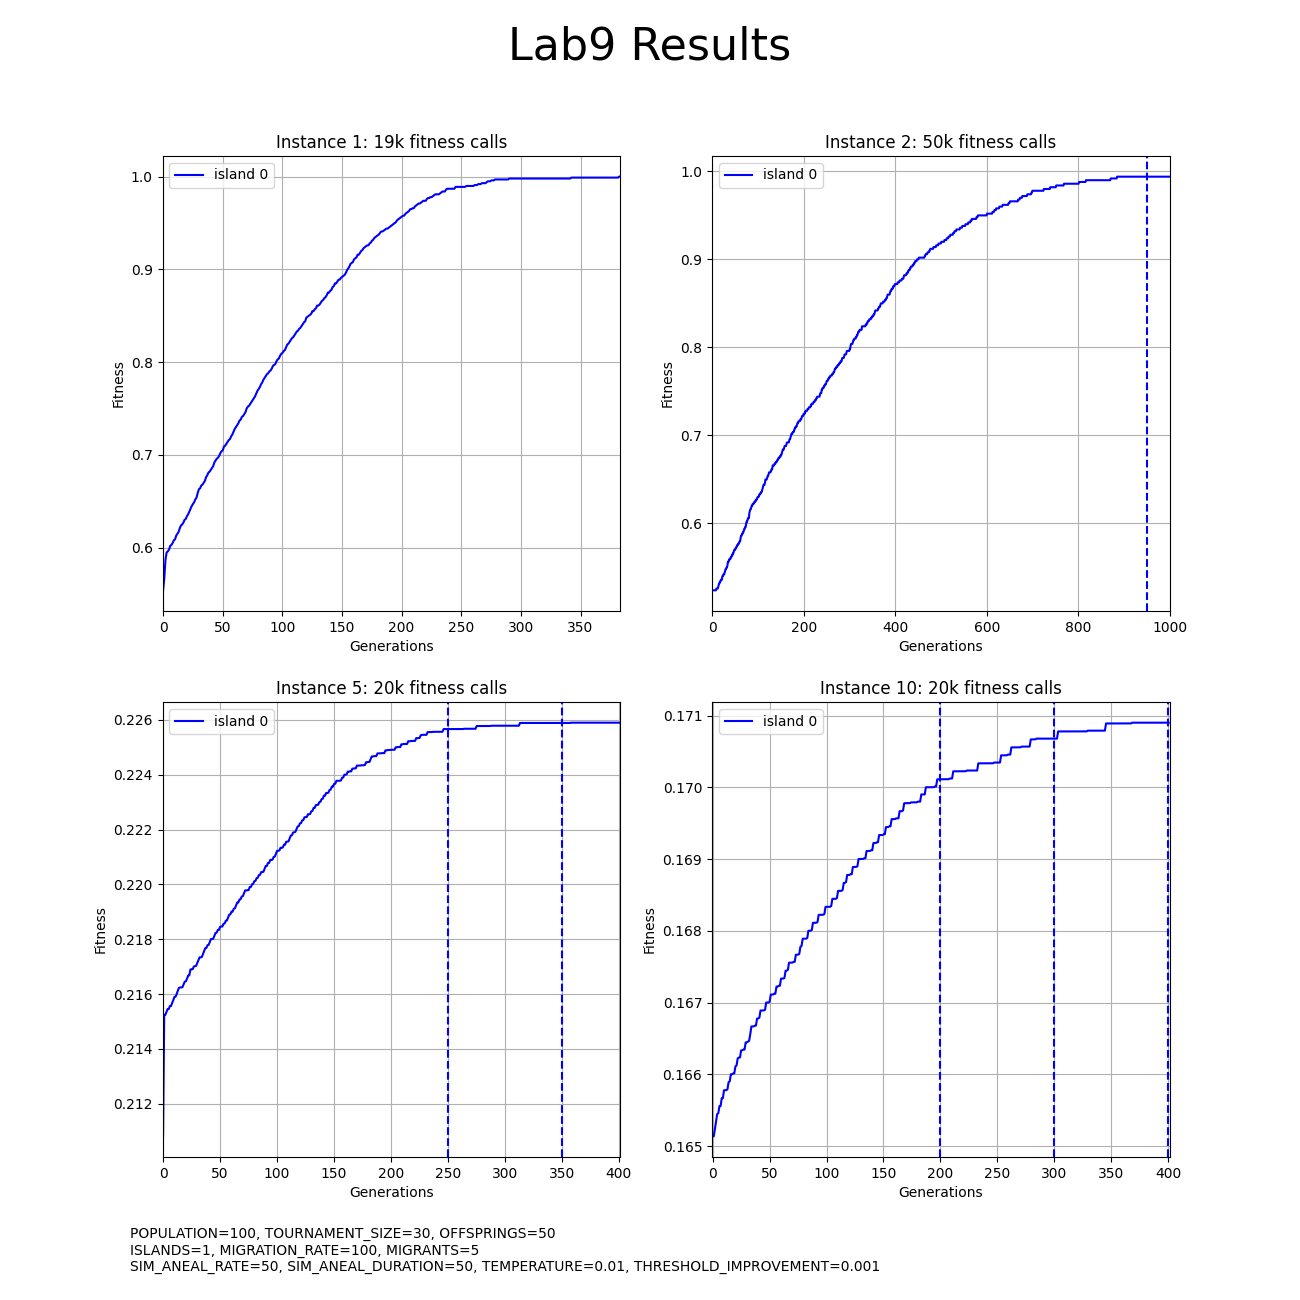 Lab9 Results
Instance 1: 19k fitness calls
island 0
Fitness
1.0
0.9
0.8
0.7
0.6
0 50 100 150 200 250 300 350
Generations
Instance 2: 50k fitness calls
island 0
Fitness
1.0
0.9
0.8
0.7
0.6
0 200 400 600 800 1000
Generations
Instance 5: 20k fitness calls
island 0
Fitness
0.226
0.224
0.222
0.220
0.218
0.216
0.214
0.212
0 50 100 150 200 250 300 350 400
Generations
Instance 10: 20k fitness calls
island 0
Fitness
0.171
0.170
0.169
0.168
0.167
0.166
0.165
0 50 100 150 200 250 300 350 400
Generations
POPULATION=100, TOURNAMENT_SIZE=30, OFFSPRINGS=50
ISLANDS=1, MIGRATION_RATE=100, MIGRANTS=5
SIM_ANEAL_RATE=50, SIM_ANEAL_DURATION=50, TEMPERATURE=0.01, THRESHOLD_IMPROVEMENT=0.001